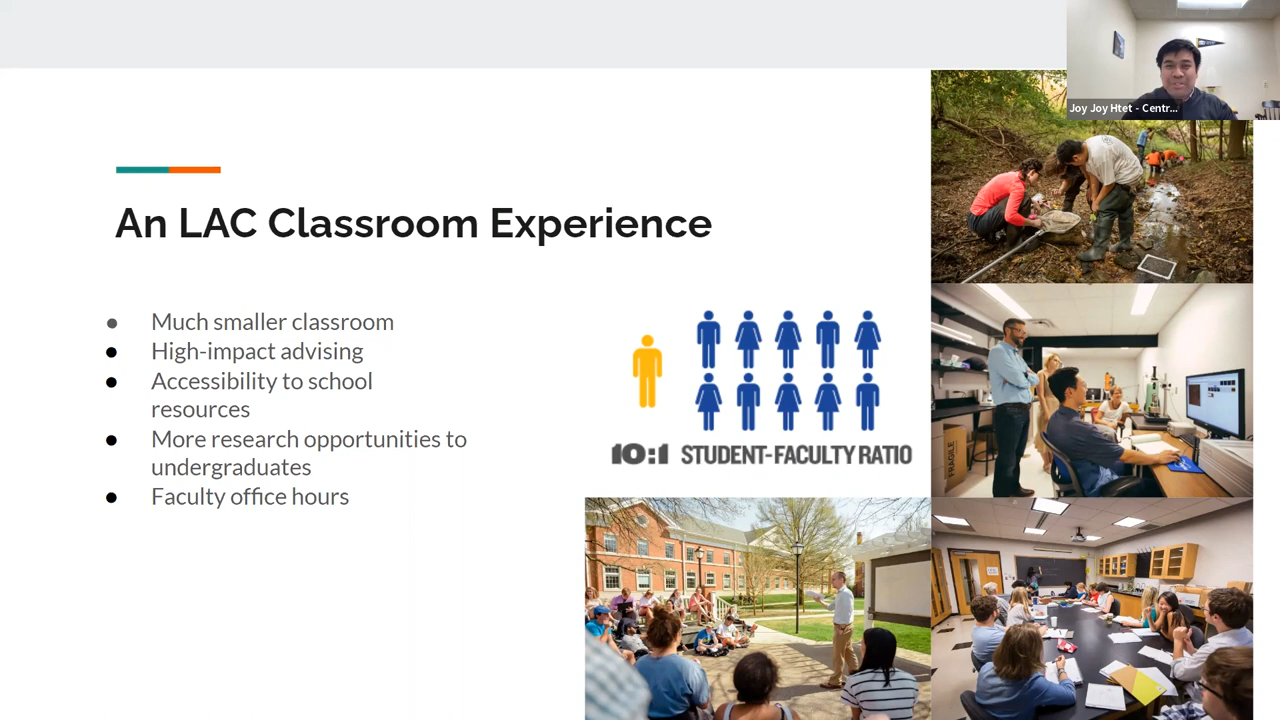 Joy Joy Htet - Centr...
An LAC Classroom Experience
● Much smaller classroom
● High-impact advising
● Accessibility to school
resources
● More research opportunities to
undergraduates
● Faculty office hours
10:1 STUDENT-FACULTY RATIO
FRAGILE